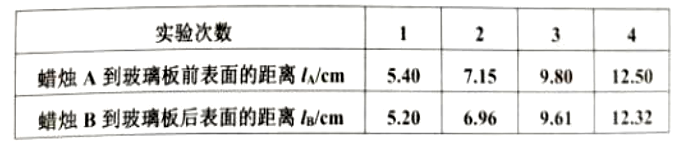 实验次数 1 2 3 4
蜡烛 A 到玻璃板前表面的距离 lA/cm 5.40 7.15 9.80 12.50
蜡烛 B 到玻璃板后表面的距离 lB/cm 5.20 6.96 9.61 12.32